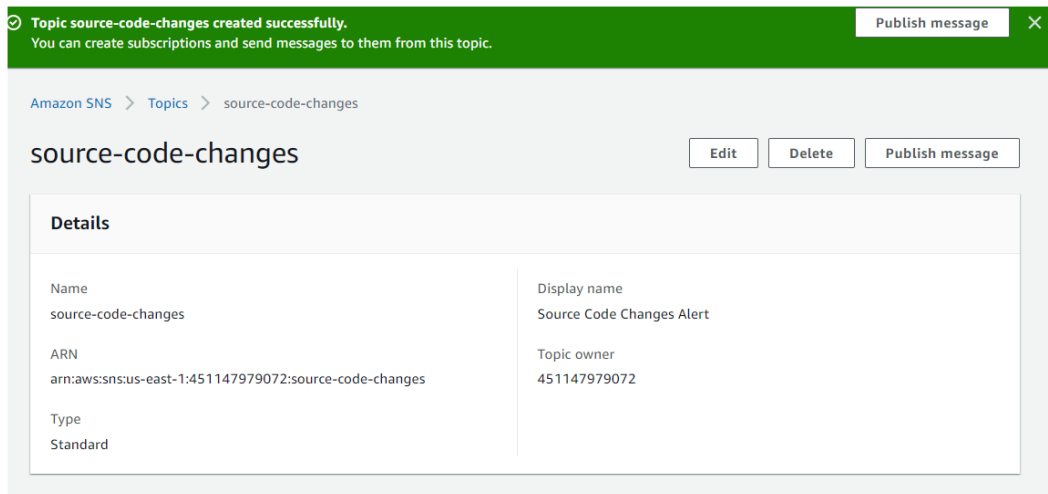 Topic source-code-changes created successfully.
You can create subscriptions and send messages to them from this topic.
Publish message
Amazon SNS > Topics > source-code-changes
source-code-changes
Edit
Delete
Publish message
Details
Name
source-code-changes
ARN
arn:aws:sns:us-east-1:451147979072:source-code-changes
Type
Standard
Display name
Source Code Changes Alert
Topic owner
451147979072